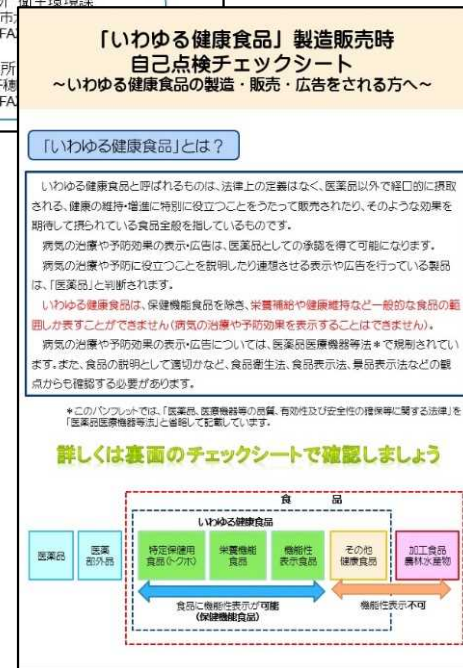 衛生環境課
「いわゆる健康食品」製造販売時
自己点検チェックシート
～いわゆる健康食品の製造・販売・広告をされる方へ～
「いわゆる健康食品」とは？
いわゆる健康食品と呼ばれるものは、法律上の定義はなく、医薬品以外で経口的に摂取
される、健康の維持・増進に特別に役立つことをうたって販売されたり、そのような効果を
期待して摂られている食品全般を指しているものです。
病気の治療や予防効果の表示・広告は、医薬品としての承認を得て可能になります。
病気の治療や予防に役立つことを説明したり連想させる表示や広告を行っている製品
は、「医薬品」と判断されます。
いわゆる健康食品は、保健機能食品を除き、栄養補給や健康維持など一般的な食品の範
囲しか表すことができません（病気の治療や予防効果を表示することはできません）。
病気の治療や予防効果の表示・広告については、医薬品医療機器等法＊で規制されてい
ます。また、食品の説明として適切かなど、食品衛生法、食品表示法、景品表示法などの観
点からも確認する必要があります。
＊このパンフレットでは、「医薬品、医療機器等の品質、有効性及び安全性の確保等に関する法律」を
「医薬品医療機器等法」と省略して記載しています。
詳しくは裏面のチェックシートで確認しましょう
食 品
いわゆる健康食品
医薬品 医薬部外品 特定保健用食品（トクホ） 栄養機能食品 機能性表示食品 その他健康食品 加工食品農林水産物
食品に機能性表示が可能 機能性表示不可
（保健機能食品）